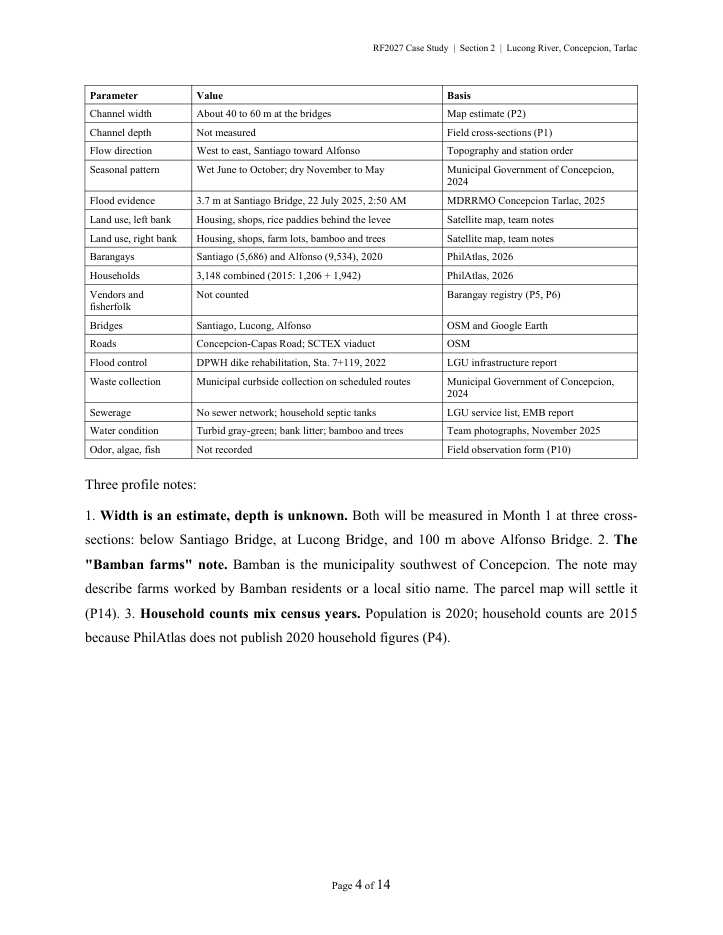 RF2027 Case Study | Section 2 | Lucong River, Concepcion, Tarlac
Parameter Value Basis
Channel width About 40 to 60 m at the bridges Map estimate (P2)
Channel depth Not measured Field cross-sections (P1)
Flow direction West to east, Santiago toward Alfonso Topography and station order
Seasonal pattern Wet June to October; dry November to May Municipal Government of Concepcion,
2024
Flood evidence 3.7 m at Santiago Bridge, 22 July 2025, 2:50 AM MDRRMO Concepcion Tarlac, 2025
Land use, left bank Housing, shops, rice paddies behind the levee Satellite map, team notes
Land use, right bank Housing, shops, farm lots, bamboo and trees Satellite map, team notes
Barangays Santiago (5,686) and Alfonso (9,534), 2020 PhilAtlas, 2026
Households 3,148 combined (2015: 1,206 + 1,942) PhilAtlas, 2026
Vendors and Not counted Barangay registry (P5, P6)
fisherfolk
Bridges Santiago, Lucong, Alfonso OSM and Google Earth
Roads Concepcion-Capas Road; SCTEX viaduct OSM
Flood control DPWH dike rehabilitation, Sta. 7+119, 2022 LGU infrastructure report
Waste collection Municipal curbside collection on scheduled routes Municipal Government of Concepcion,
2024
Sewerage No sewer network; household septic tanks LGU service list, EMB report
Water condition Turbid gray-green; bank litter; bamboo and trees Team photographs, November 2025
Odor, algae, fish Not recorded Field observation form (P10)
Three profile notes:
1. Width is an estimate, depth is unknown. Both will be measured in Month 1 at three cross-
sections: below Santiago Bridge, at Lucong Bridge, and 100 m above Alfonso Bridge. 2. The
"Bamban farms" note. Bamban is the municipality southwest of Concepcion. The note may
describe farms worked by Bamban residents or a local sitio name. The parcel map will settle it
(P14). 3. Household counts mix census years. Population is 2020; household counts are 2015
because PhilAtlas does not publish 2020 household figures (P4).
Page 4 of 14